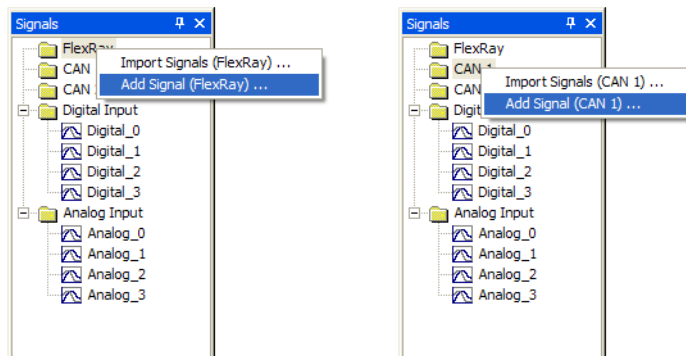 Signals
FlexRay
Import Signals (FlexRay) ...
CAN
Add Signal (FlexRay) ...
CAN
Digital Input
Digital_0
Digital_1
Digital_2
Digital_3
Analog Input
Analog_0
Analog_1
Analog_2
Analog_3
Signals
FlexRay
CAN 1
Import Signals (CAN 1) ...
CAN
Add Signal (CAN 1) ...
Digit
Digital_0
Digital_1
Digital_2
Digital_3
Analog Input
Analog_0
Analog_1
Analog_2
Analog_3